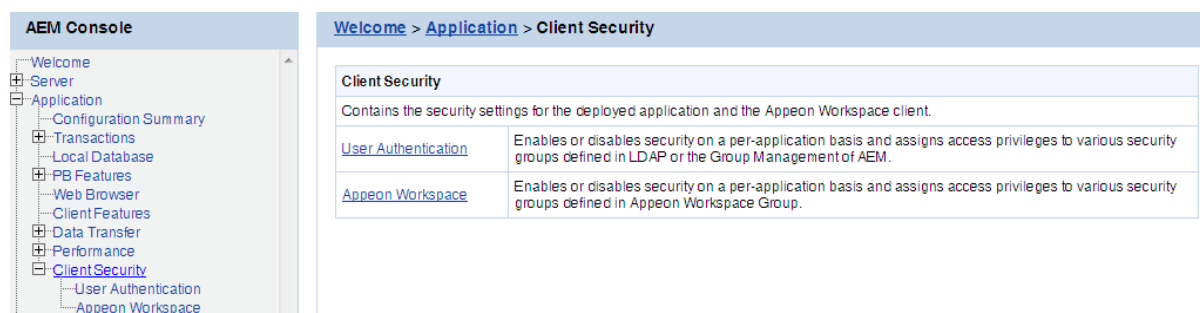 AEM Console
Welcome
Server
Application
Configuration Summary
Transactions
Local Database
PB Features
Web Browser
Client Features
Data Transfer
Performance
Client Security
User Authentication
Appeon Workspace
Welcome > Application > Client Security
Client Security
Contains the security settings for the deployed application and the Appeon Workspace client.
User Authentication
Enables or disables security on a per-application basis and assigns access privileges to various security
groups defined in LDAP or the Group Management of AEM.
Appeon Workspace
Enables or disables security on a per-application basis and assigns access privileges to various security
groups defined in Appeon Workspace Group.